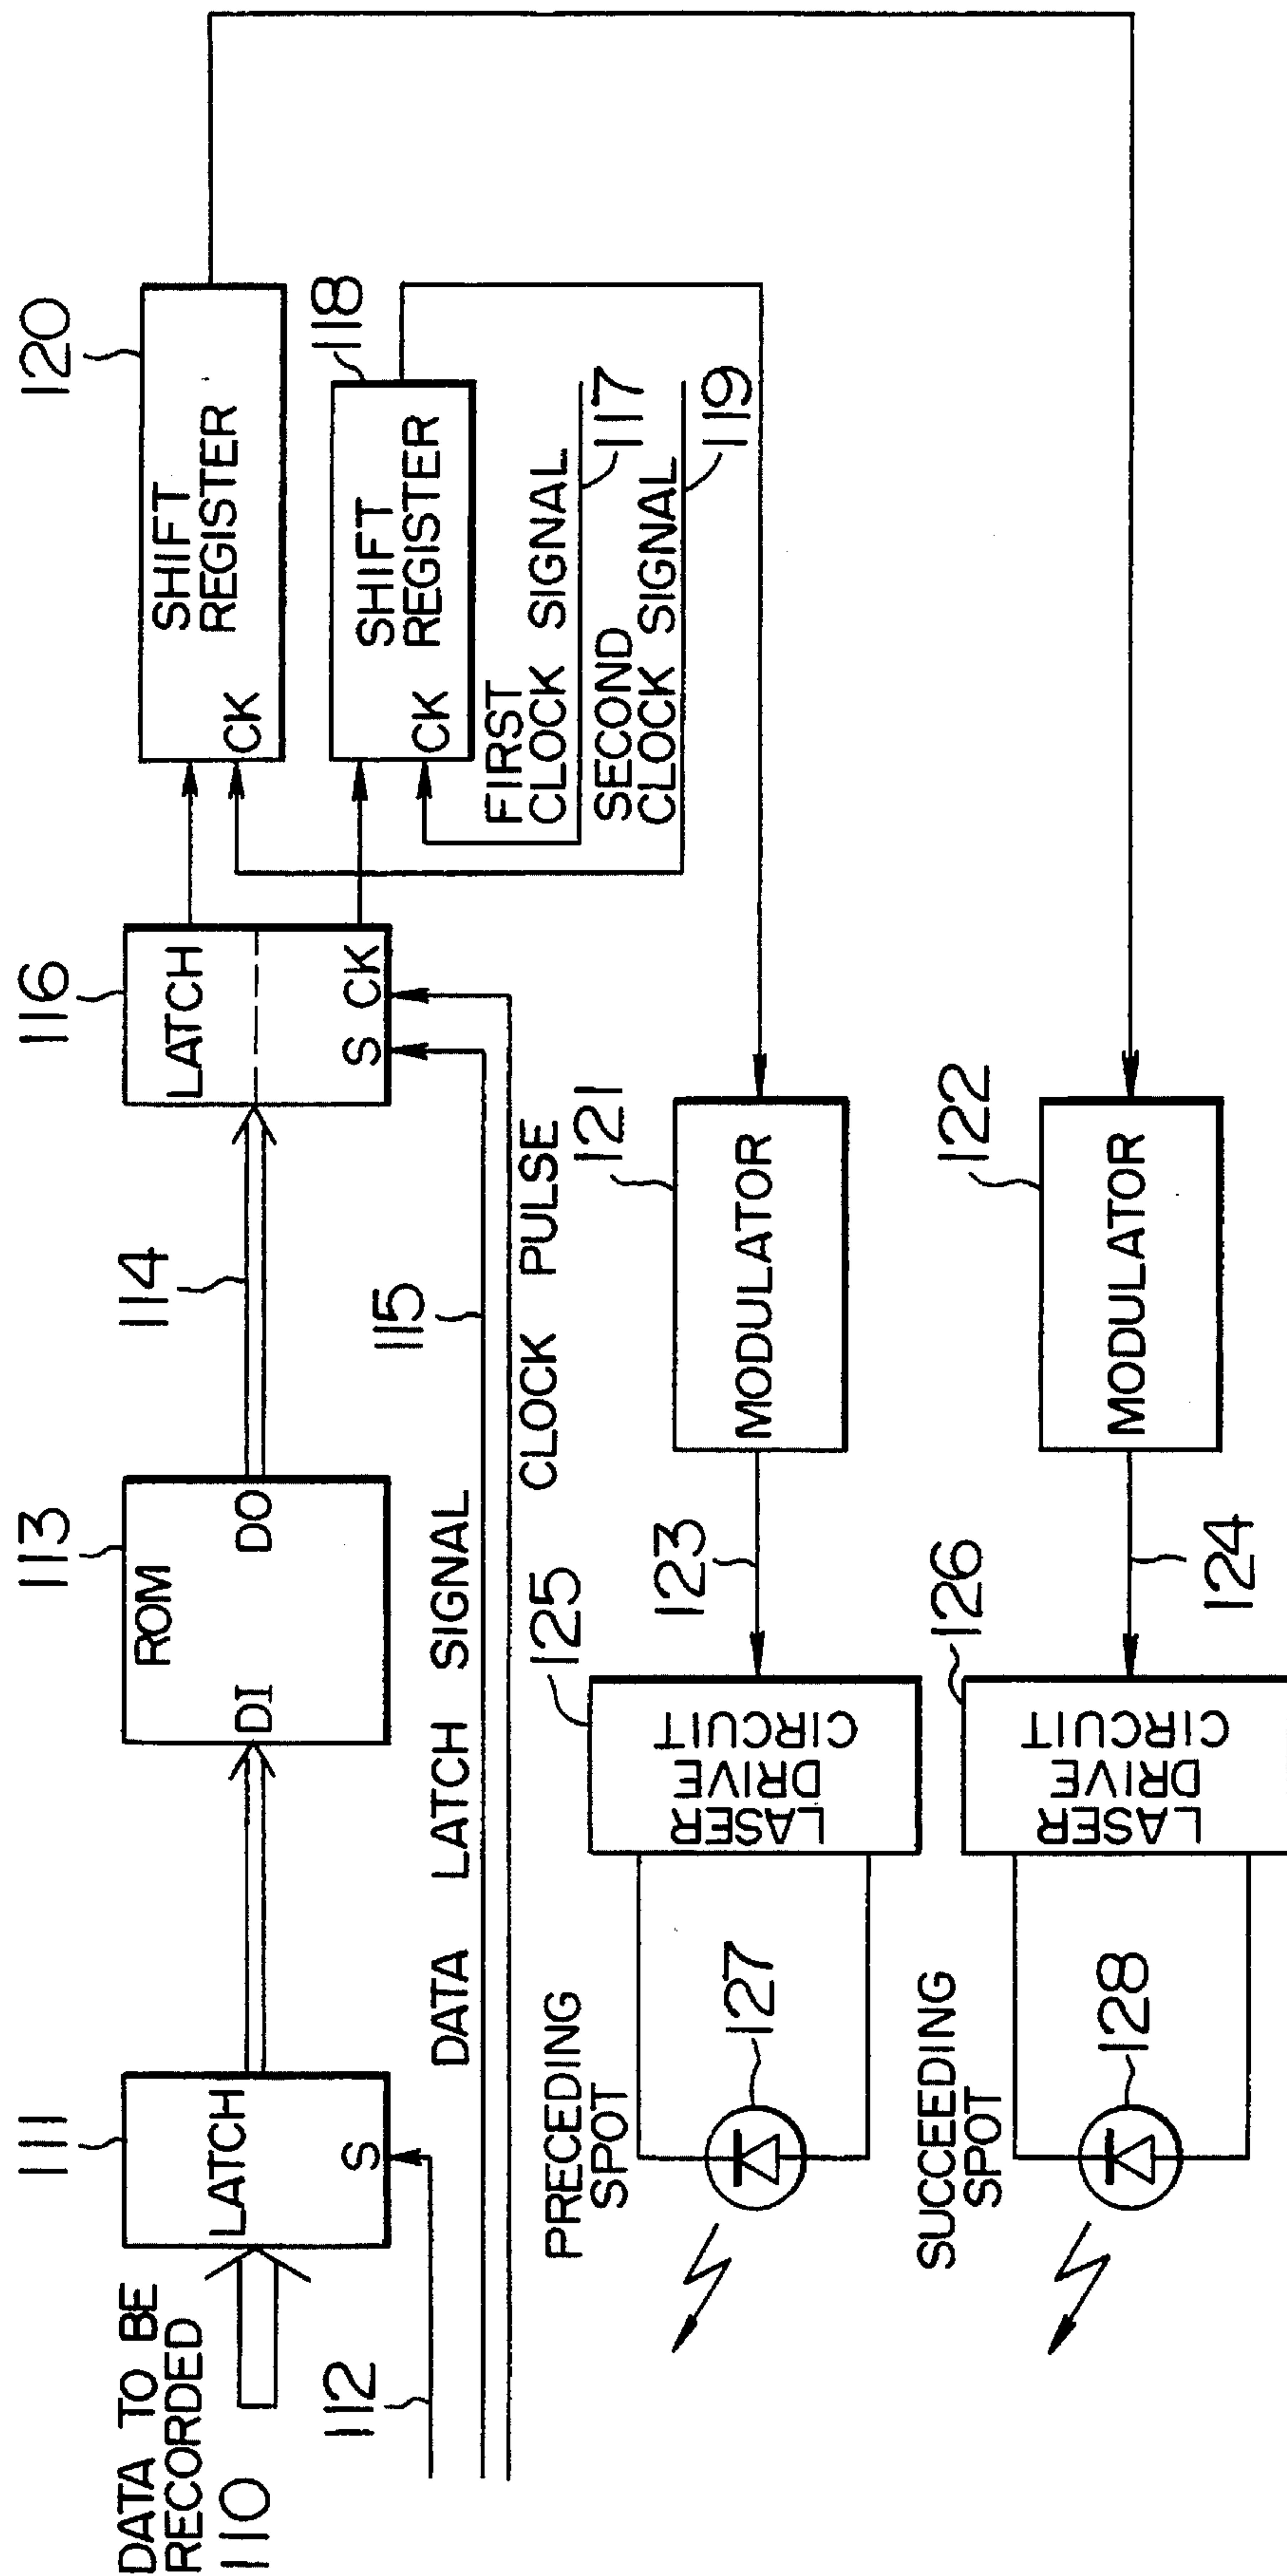 DATA TO BE
RECORDED
110
111
LATCH
S
112
113
ROM
DI
DO
114
DATA LATCH SIGNAL
115
CLOCK PULSE
116
LATCH
S CK
120
SHIFT
REGISTER
CK
118
SHIFT
REGISTER
CK
FIRST
CLOCK SIGNAL
117
SECOND
CLOCK SIGNAL
119
PRECEDING
SPOT
127
125
LASER
DRIVE
CIRCUIT
123
121
MODULATOR
SUCCEEDING
SPOT
128
126
LASER
DRIVE
CIRCUIT
124
122
MODULATOR